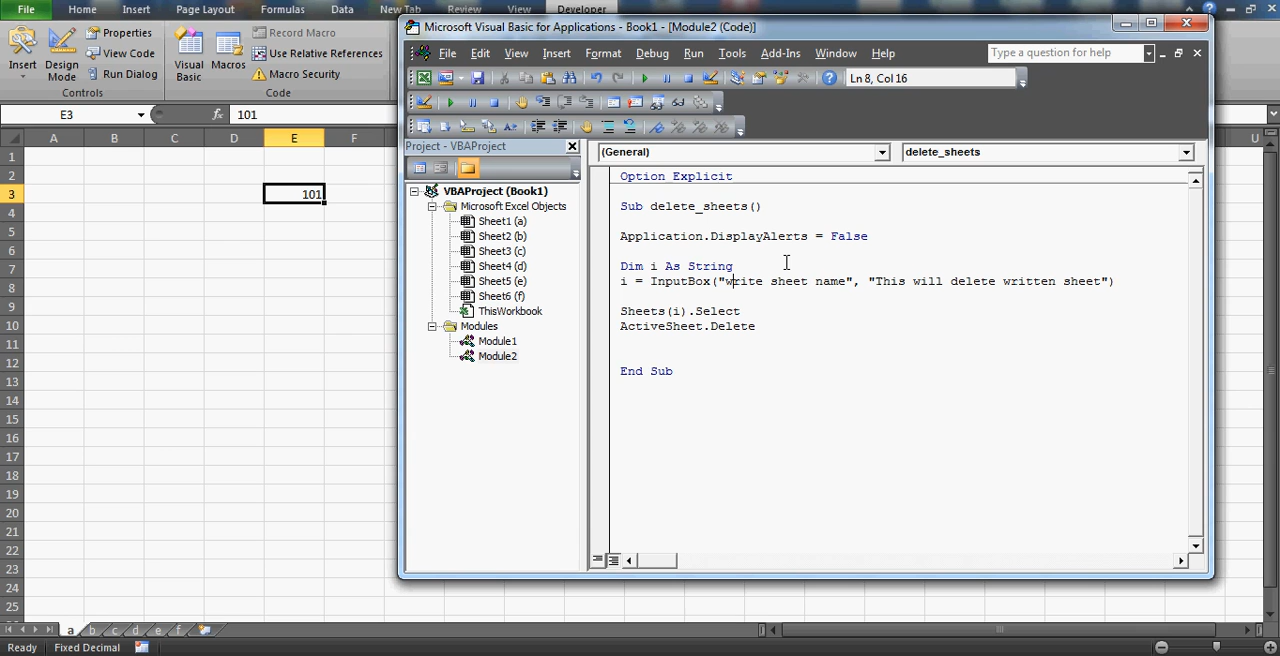 File Home Insert Page Layout Formulas Data New Tab Review View Developer
Microsoft Visual Basic for Applications - Book1 - [Module2 (Code)]
File Edit View Insert Format Debug Run Tools Add-Ins Window Help Type a question for help
Insert Design Mode Properties View Code Run Dialog
Visual Basic Macros Record Macro Use Relative References Macro Security
Controls Code
Ln 8, Col 16
E3 fx 101
A B C D E F U
Project - VBAProject
(General) delete_sheets
VBAProject (Book1)
Microsoft Excel Objects
Sheet1 (a)
Sheet2 (b)
Sheet3 (c)
Sheet4 (d)
Sheet5 (e)
Sheet6 (f)
ThisWorkbook
Modules
Module1
Module2
Option Explicit
Sub delete_sheets()
Application.DisplayAlerts = False
Dim i As String
i = InputBox("write sheet name", "This will delete written sheet")
Sheets(i).Select
ActiveSheet.Delete
End Sub
1
2
3 101
4
5
6
7
8
9
10
11
12
13
14
15
16
17
18
19
20
21
22
23
24
25
a b c d e f
Ready Fixed Decimal